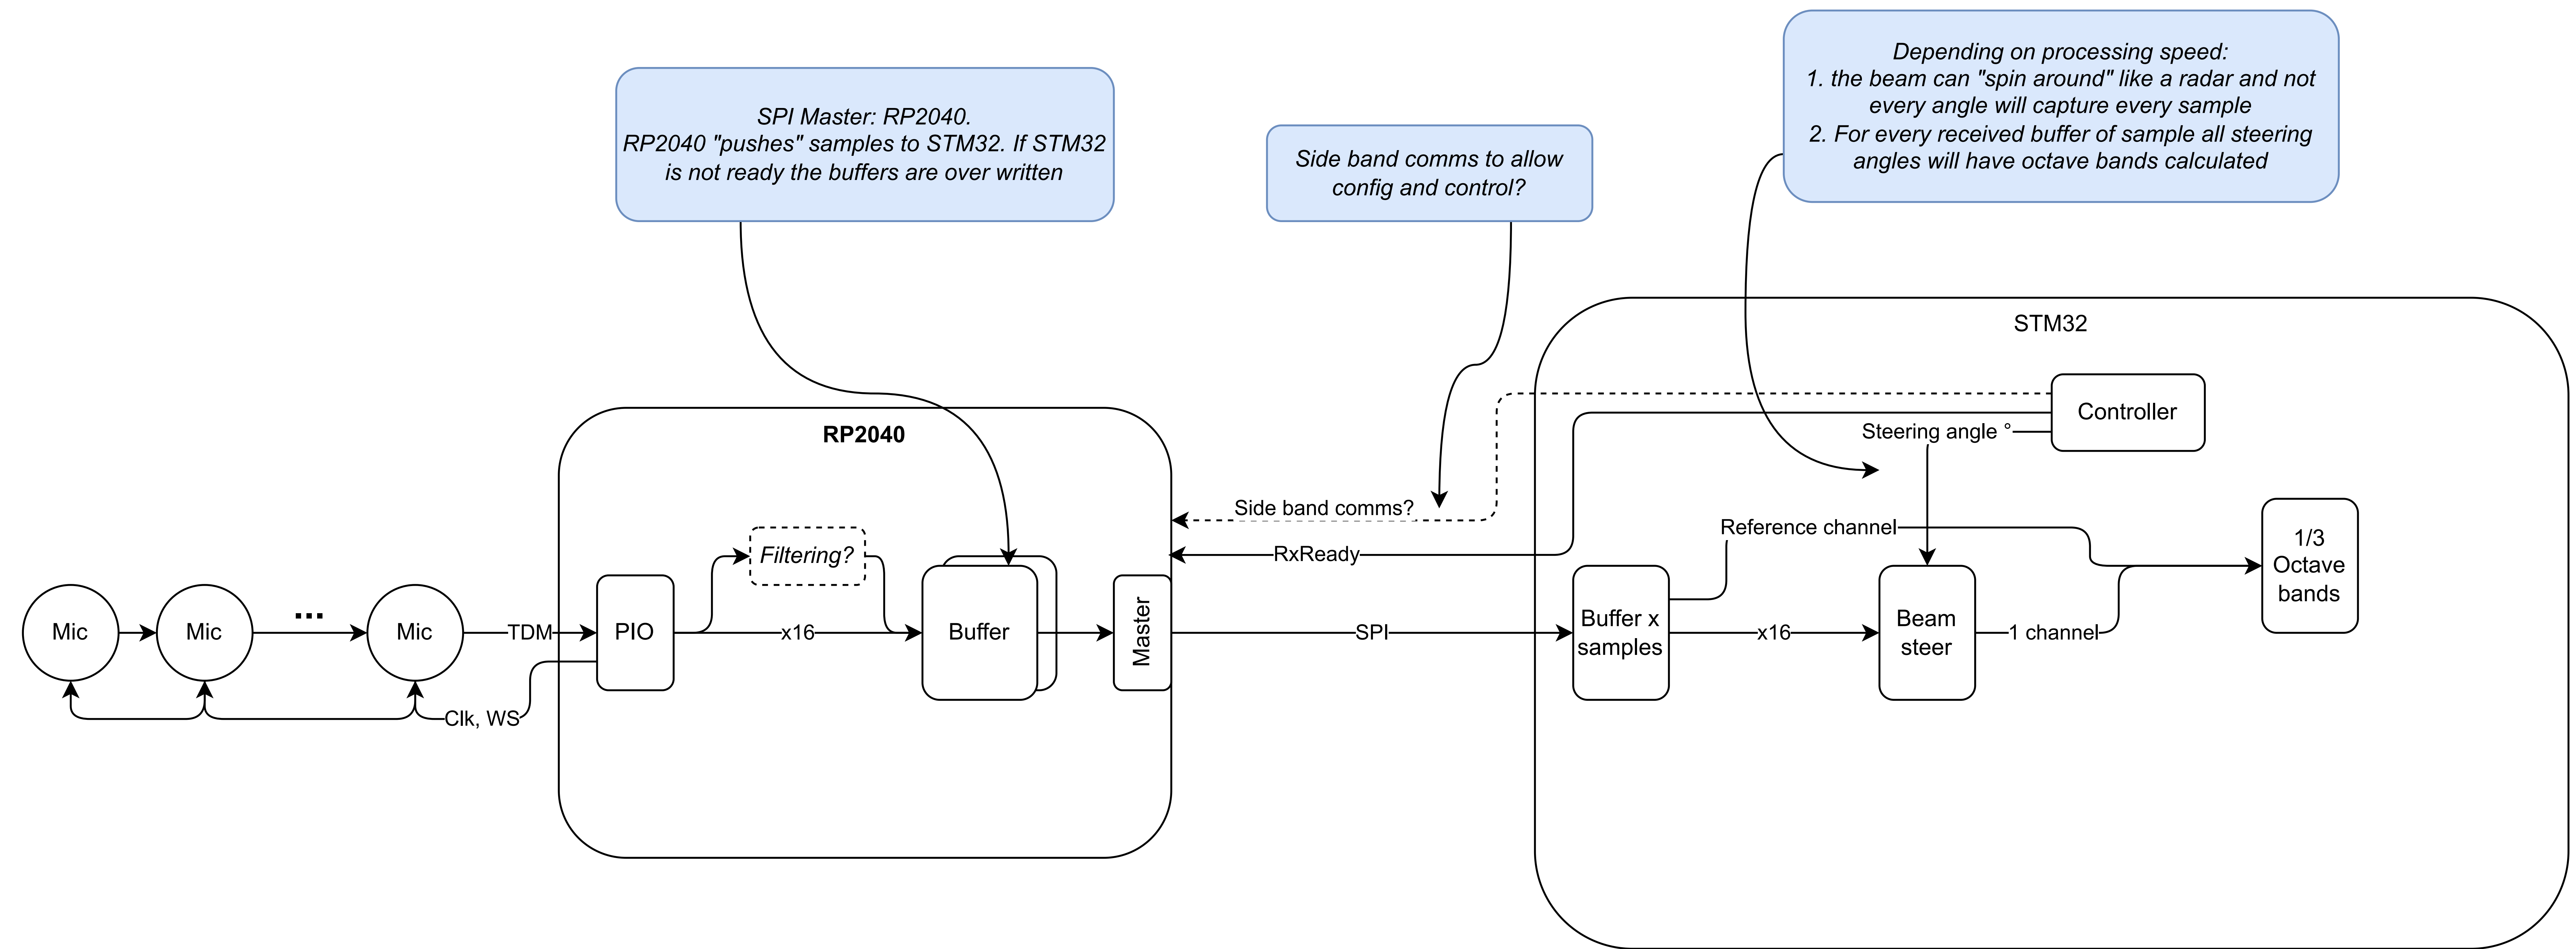 Depending on processing speed:
1. the beam can "spin around" like a radar and not
every angle will capture every sample
2. For every received buffer of sample all steering
angles will have octave bands calculated
SPI Master: RP2040.
RP2040 "pushes" samples to STM32. If STM32
is not ready the buffers are over written
Side band comms to allow
config and control?
STM32
Controller
Steering angle °
RP2040
Side band comms?
Reference channel
RxReady
Filtering?
1/3
Octave
bands
Mic
Mic
...
Mic
TDM
PIO
x16
Buffer
Master
SPI
Buffer x
samples
x16
Beam
steer
1 channel
Clk, WS